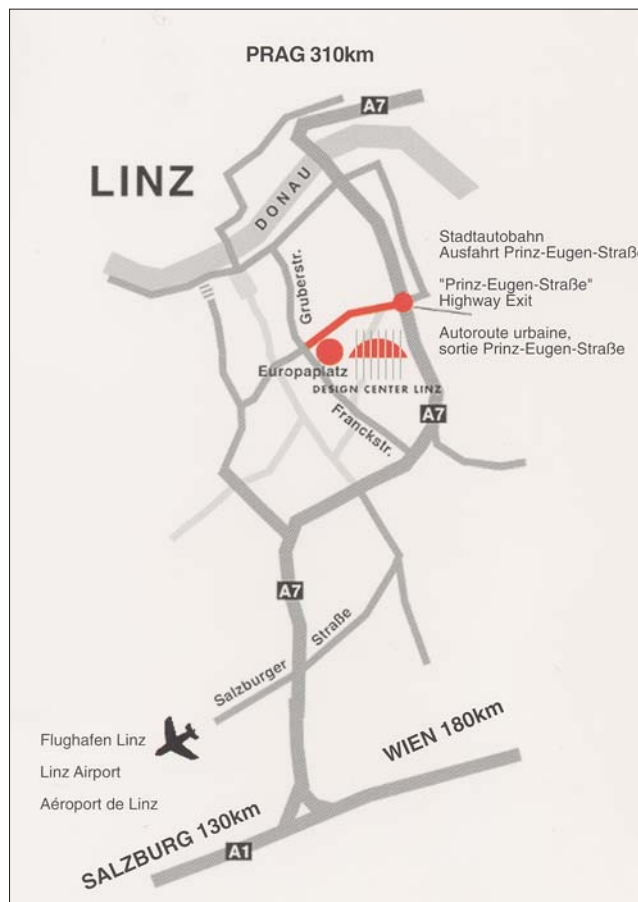 PRAG 310km
A7
LINZ
DONAU
Stadtautobahn
Ausfahrt Prinz-Eugen-Straße
Gruberstr.
"Prinz-Eugen-Straße"
Highway Exit
Autoroute urbaine,
sortie Prinz-Eugen-Straße
Europaplatz
DESIGN CENTER LINZ
Franckstr.
A7
A7
Salzburger Straße
Flughafen Linz
Linz Airport
Aéroport de Linz
WIEN 180km
SALZBURG 130km
A1